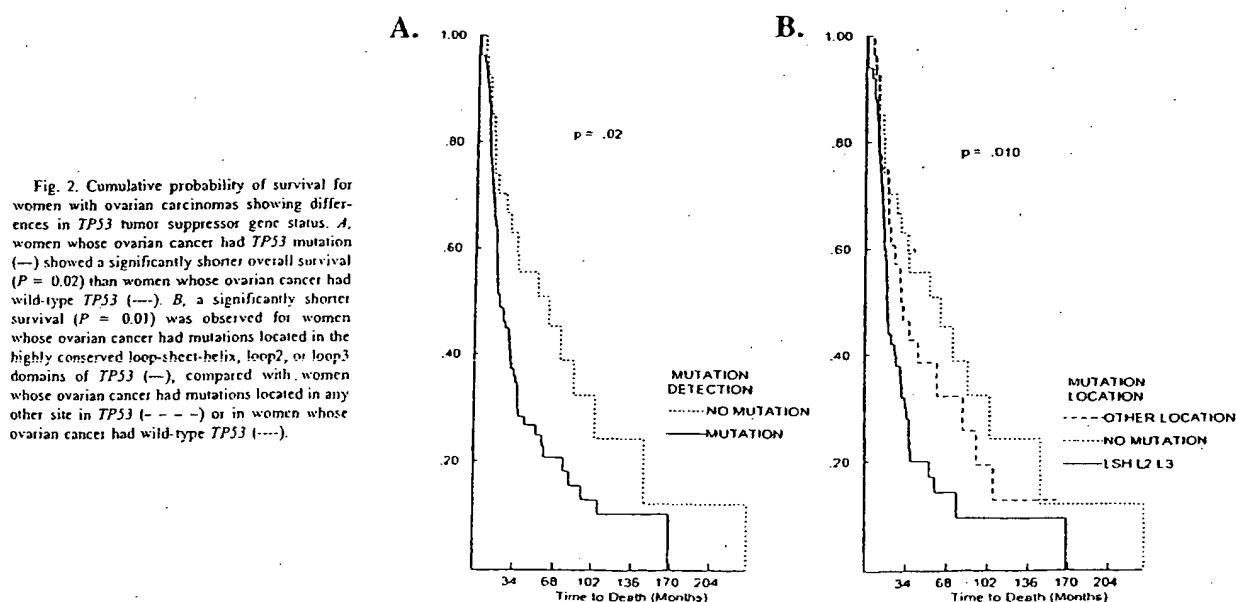 Fig. 2. Cumulative probability of survival for
women with ovarian carcinomas showing differ-
ences in TP53 tumor suppressor gene status. A,
women whose ovarian cancer had TP53 mutation
(—) showed a significantly shorter overall survival
(P = 0.02) than women whose ovarian cancer had
wild-type TP53 (----). B, a significantly shorter
survival (P = 0.01) was observed for women
whose ovarian cancer had mutations located in the
highly conserved loop-sheet-helix, loop2, or loop3
domains of TP53 (—), compared with women
whose ovarian cancer had mutations located in any
other site in TP53 (- - - -) or in women whose
ovarian cancer had wild-type TP53 (----).
A.
1.00
.80
.60
.40
.20
p = .02
MUTATION
DETECTION
NO MUTATION
MUTATION
34 68 102 136 170 204
Time to Death (Months)
B.
1.00
.80
.60
.40
.20
p = .010
MUTATION
LOCATION
OTHER LOCATION
NO MUTATION
LSH L2 L3
34 68 102 136 170 204
Time to Death (Months)